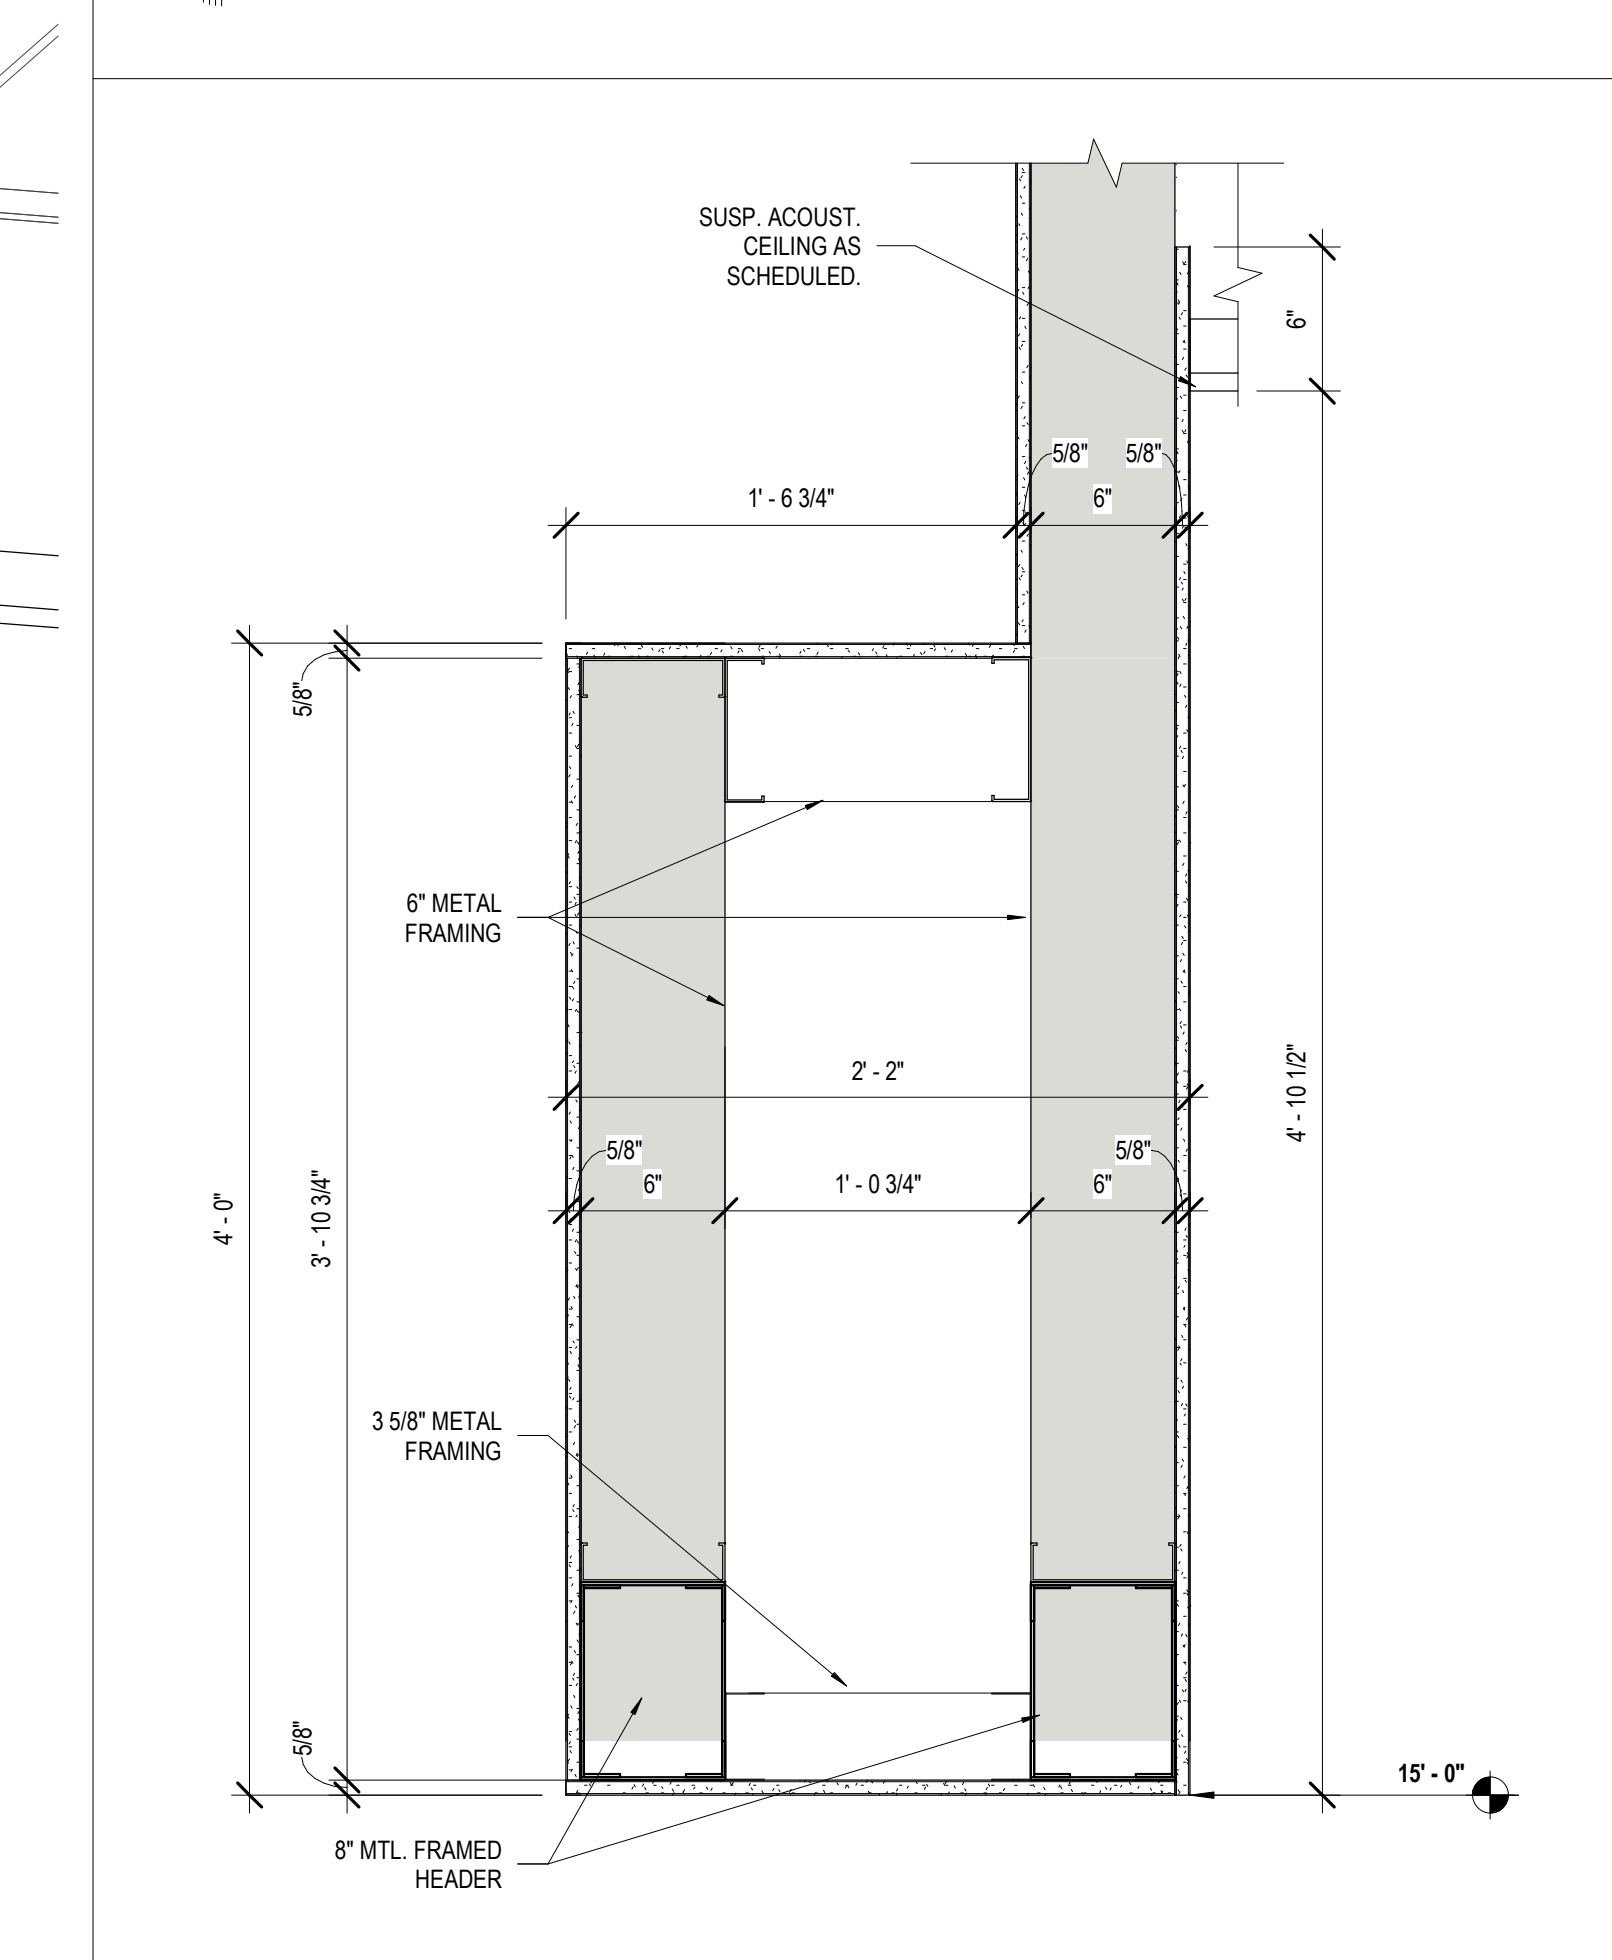 SUSP. ACOUST.
CEILING AS
SCHEDULED.
6"
5/8"
5/8"
1' - 6 3/4"
6"
5/8"
6" METAL
FRAMING
2' - 2"
4' - 10 1/2"
5/8"
5/8"
6"
1' - 0 3/4"
6"
4' - 0"
3' - 10 3/4"
3 5/8" METAL
FRAMING
5/8"
15' - 0"
8" MTL. FRAMED
HEADER